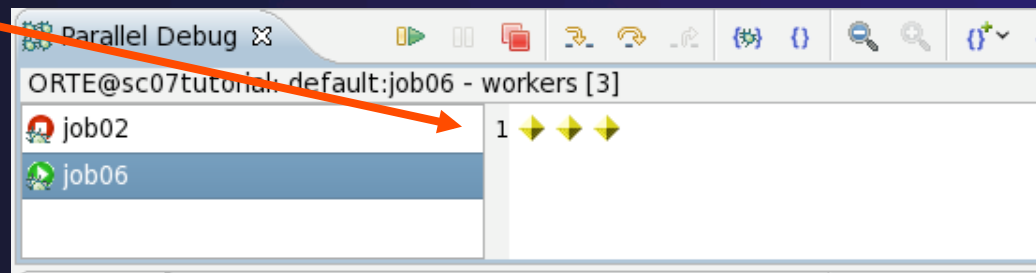 Parallel Debug
ORTE@sc07tutorial: default:job06 - workers [3]
job02
1
job06